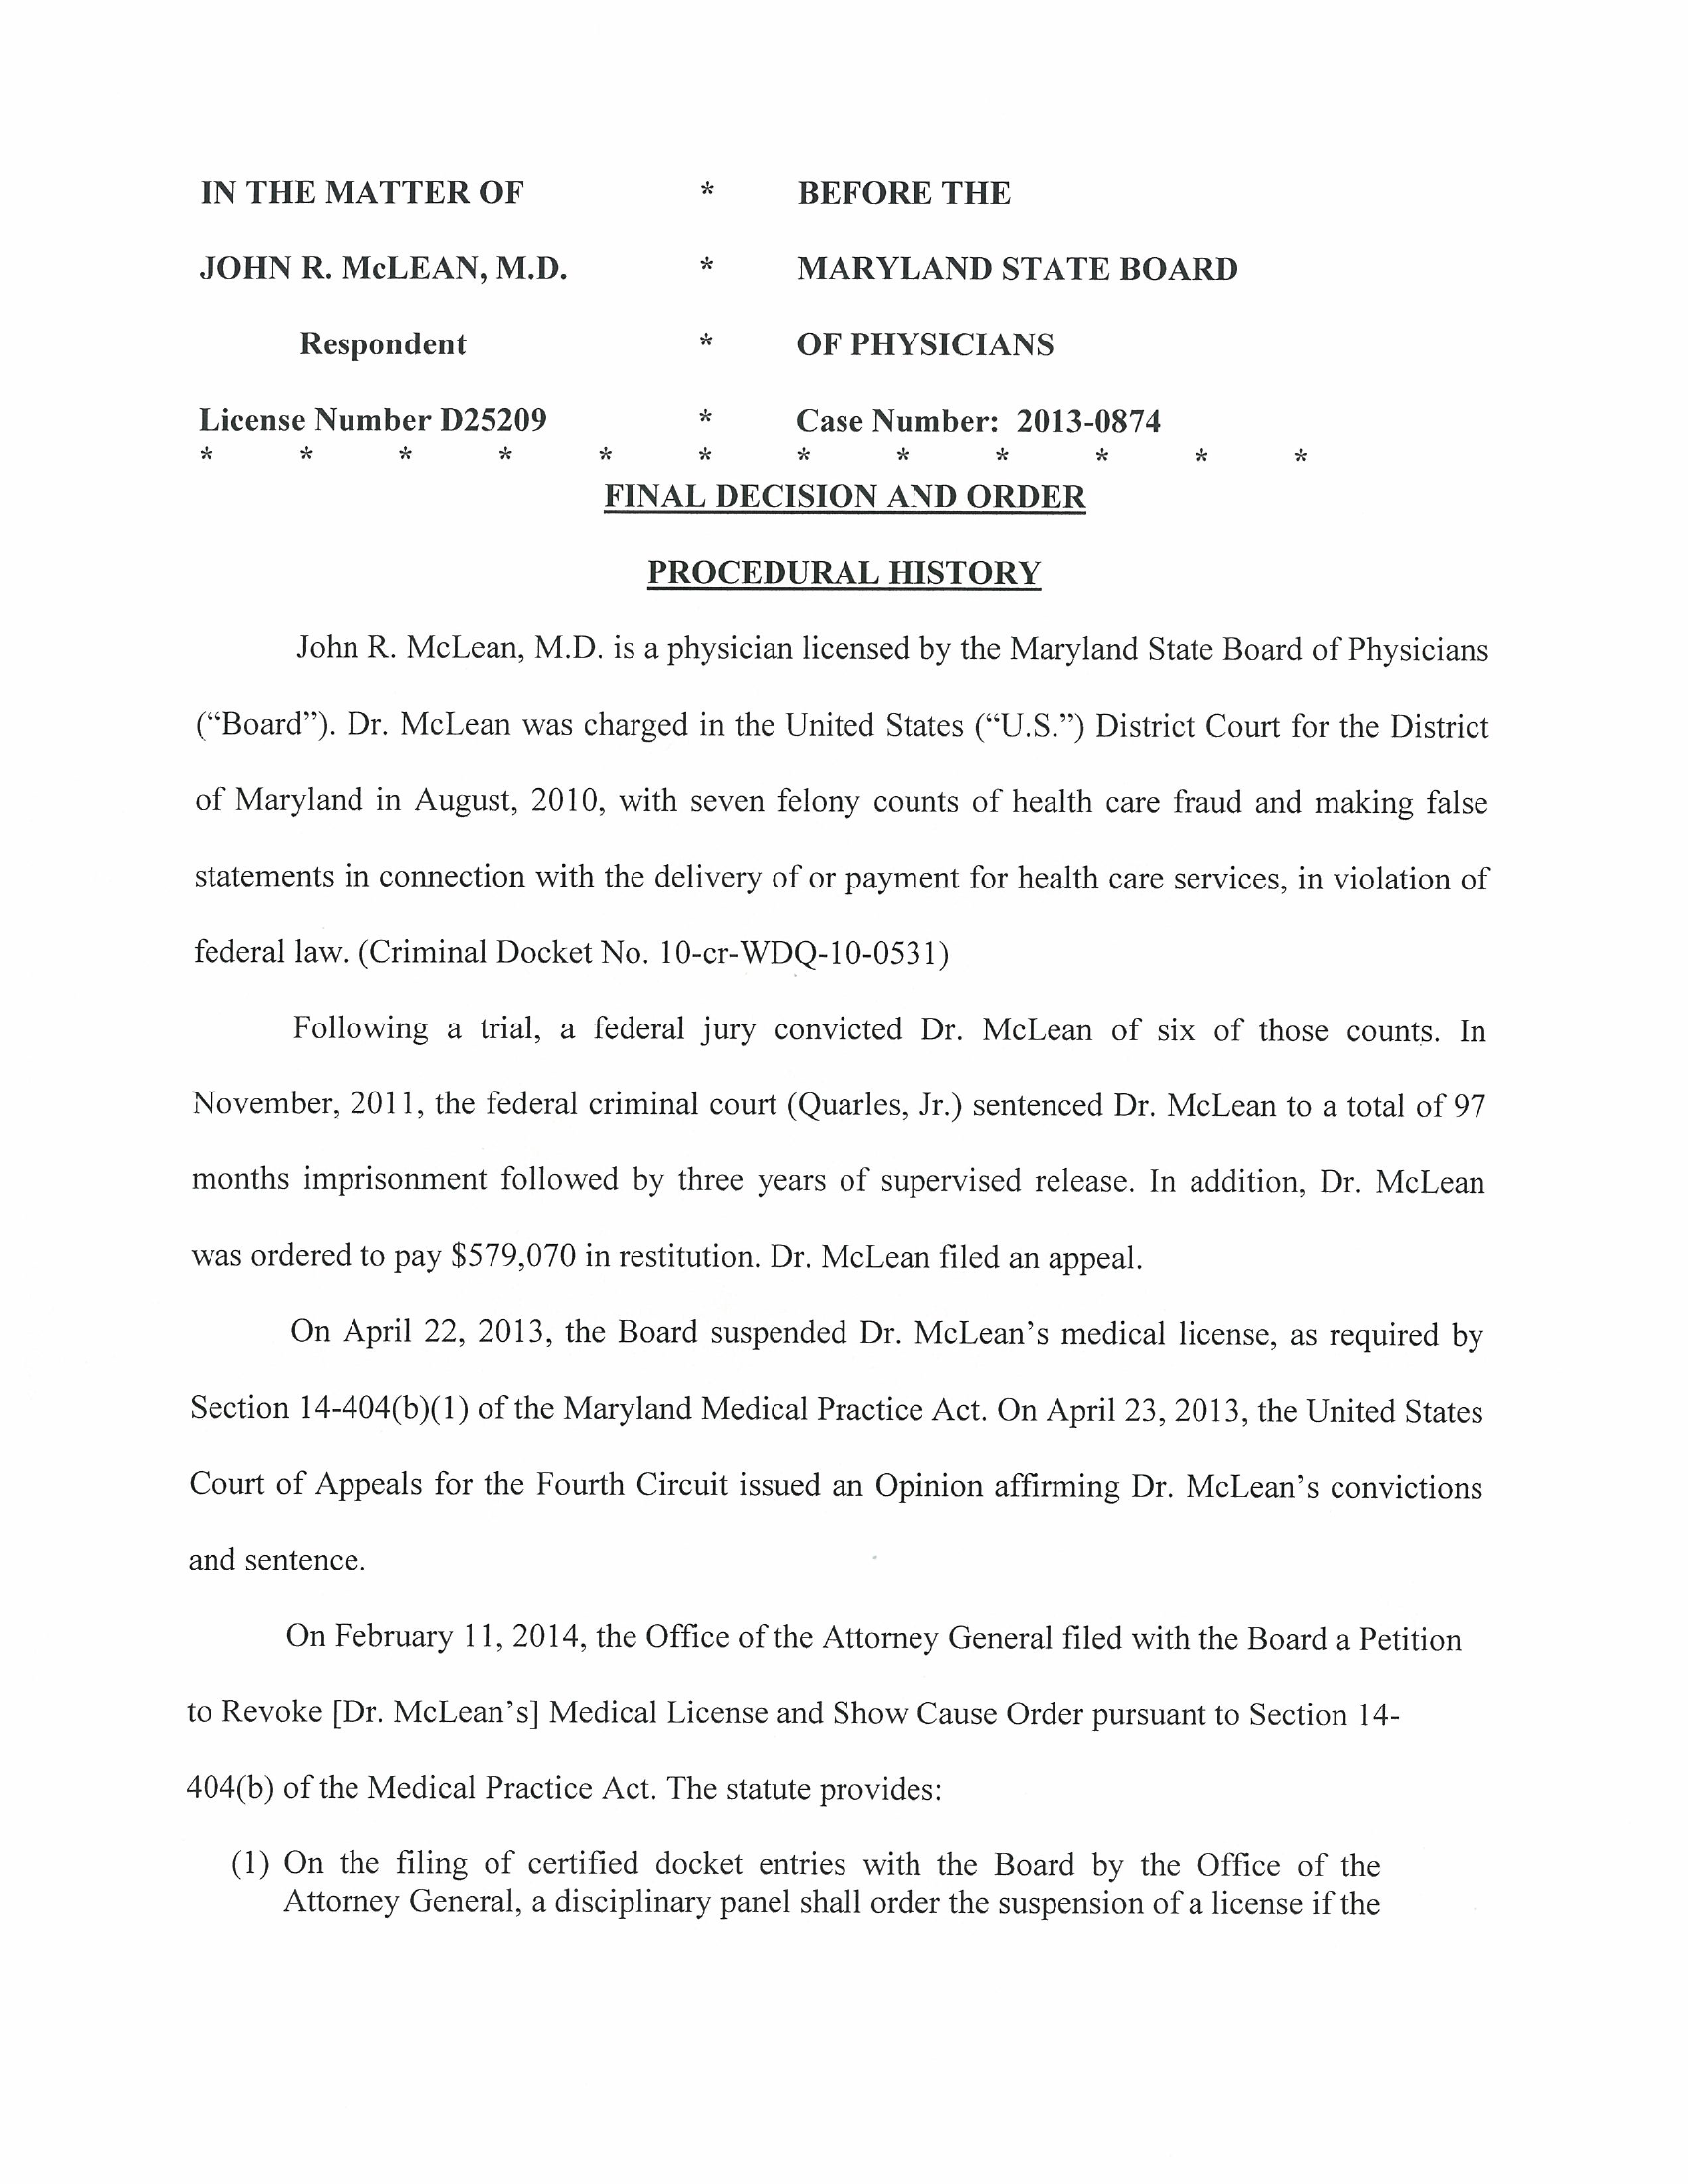 IN THE MATTER OF * BEFORE THE
JOHN R. McLEAN, M.D. * MARYLAND STATE BOARD
Respondent * OF PHYSICIANS
License Number D25209 * Case Number: 2013-0874
* * * * * * * * * * * *
FINAL DECISION AND ORDER
PROCEDURAL HISTORY
John R. McLean, M.D. is a physician licensed by the Maryland State Board of Physicians
(“Board”). Dr. McLean was charged in the United States (“U.S.”) District Court for the District
of Maryland in August, 2010, with seven felony counts of health care fraud and making false
statements in connection with the delivery of or payment for health care services, in violation of
federal law. (Criminal Docket No. 10-cr-WDQ-10-0531)
Following a trial, a federal jury convicted Dr. McLean of six of those counts. In
November, 2011, the federal criminal court (Quarles, Jr.) sentenced Dr. McLean to a total of 97
months imprisonment followed by three years of supervised release. In addition, Dr. McLean
was ordered to pay $579,070 in restitution. Dr. McLean filed an appeal.
On April 22, 2013, the Board suspended Dr. McLean’s medical license, as required by
Section 14-404(b)(1) of the Maryland Medical Practice Act. On April 23, 2013, the United States
Court of Appeals for the Fourth Circuit issued an Opinion affirming Dr. McLean’s convictions
and sentence.
On February 11, 2014, the Office of the Attorney General filed with the Board a Petition
to Revoke [Dr. McLean’s] Medical License and Show Cause Order pursuant to Section 14-
404(b) of the Medical Practice Act. The statute provides:
(1) On the filing of certified docket entries with the Board by the Office of the
Attorney General, a disciplinary panel shall order the suspension of a license if the